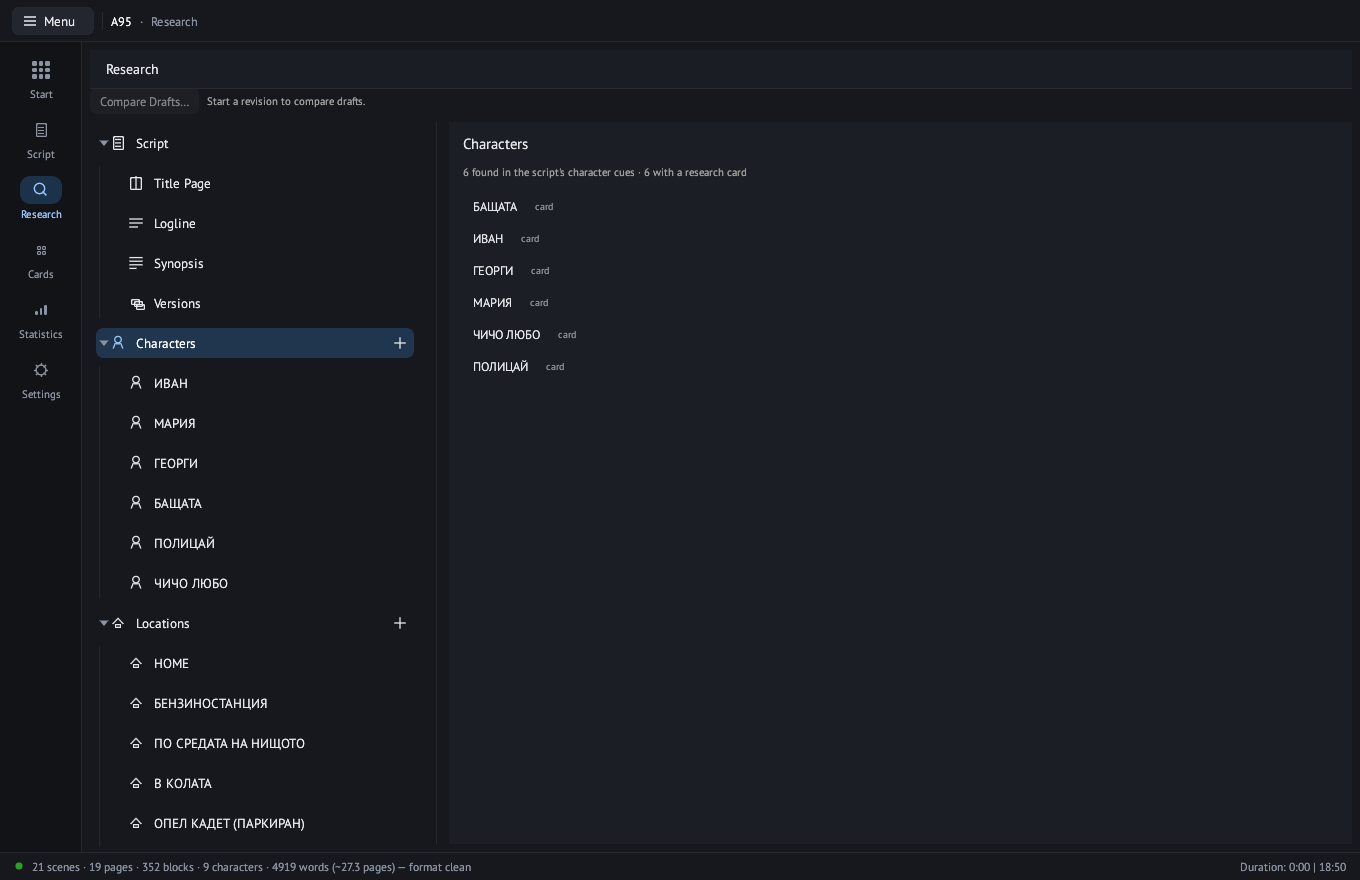 Menu
A95 · Research
Start
Script
Research
Cards
Statistics
Settings
Research
Compare Drafts... Start a revision to compare drafts.
Script
Title Page
Logline
Synopsis
Versions
Characters
ИВАН
МАРИЯ
ГЕОРГИ
БАЩАТА
ПОЛИЦАЙ
ЧИЧО ЛЮБО
Locations
HOME
БЕНЗИНОСТАНЦИЯ
ПО СРЕДАТА НА НИЩОТО
В КОЛАТА
ОПЕЛ КАДЕТ (ПАРКИРАН)
Characters
6 found in the script's character cues · 6 with a research card
БАЩАТА card
ИВАН card
ГЕОРГИ card
МАРИЯ card
ЧИЧО ЛЮБО card
ПОЛИЦАЙ card
21 scenes · 19 pages · 352 blocks · 9 characters · 4919 words (~27.3 pages) — format clean
Duration: 0:00 | 18:50